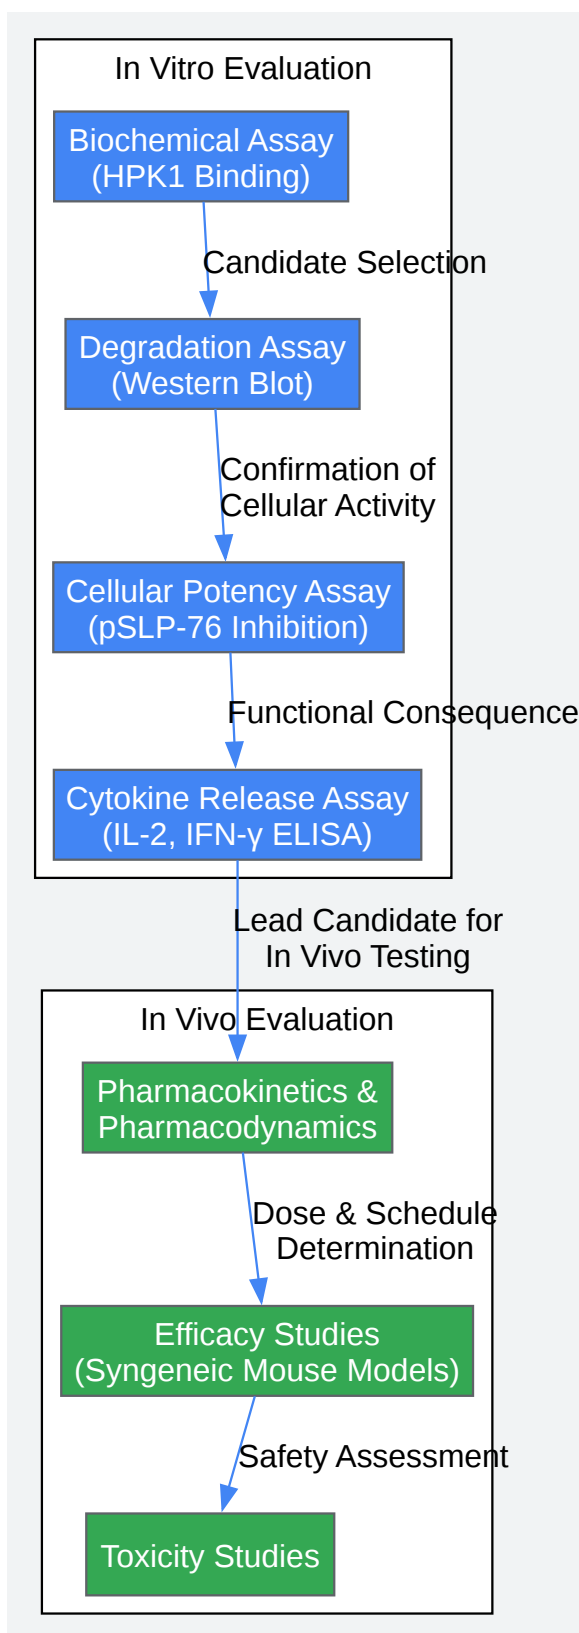 In Vitro Evaluation
Biochemical Assay
(HPK1 Binding)
Candidate Selection
Degradation Assay
(Western Blot)
Confirmation of
Cellular Activity
Cellular Potency Assay
(pSLP-76 Inhibition)
Functional Consequence
Cytokine Release Assay
(IL-2, IFN-γ ELISA)
Lead Candidate for
In Vivo Testing
In Vivo Evaluation
Pharmacokinetics &
Pharmacodynamics
Dose & Schedule
Determination
Efficacy Studies
(Syngeneic Mouse Models)
Safety Assessment
Toxicity Studies